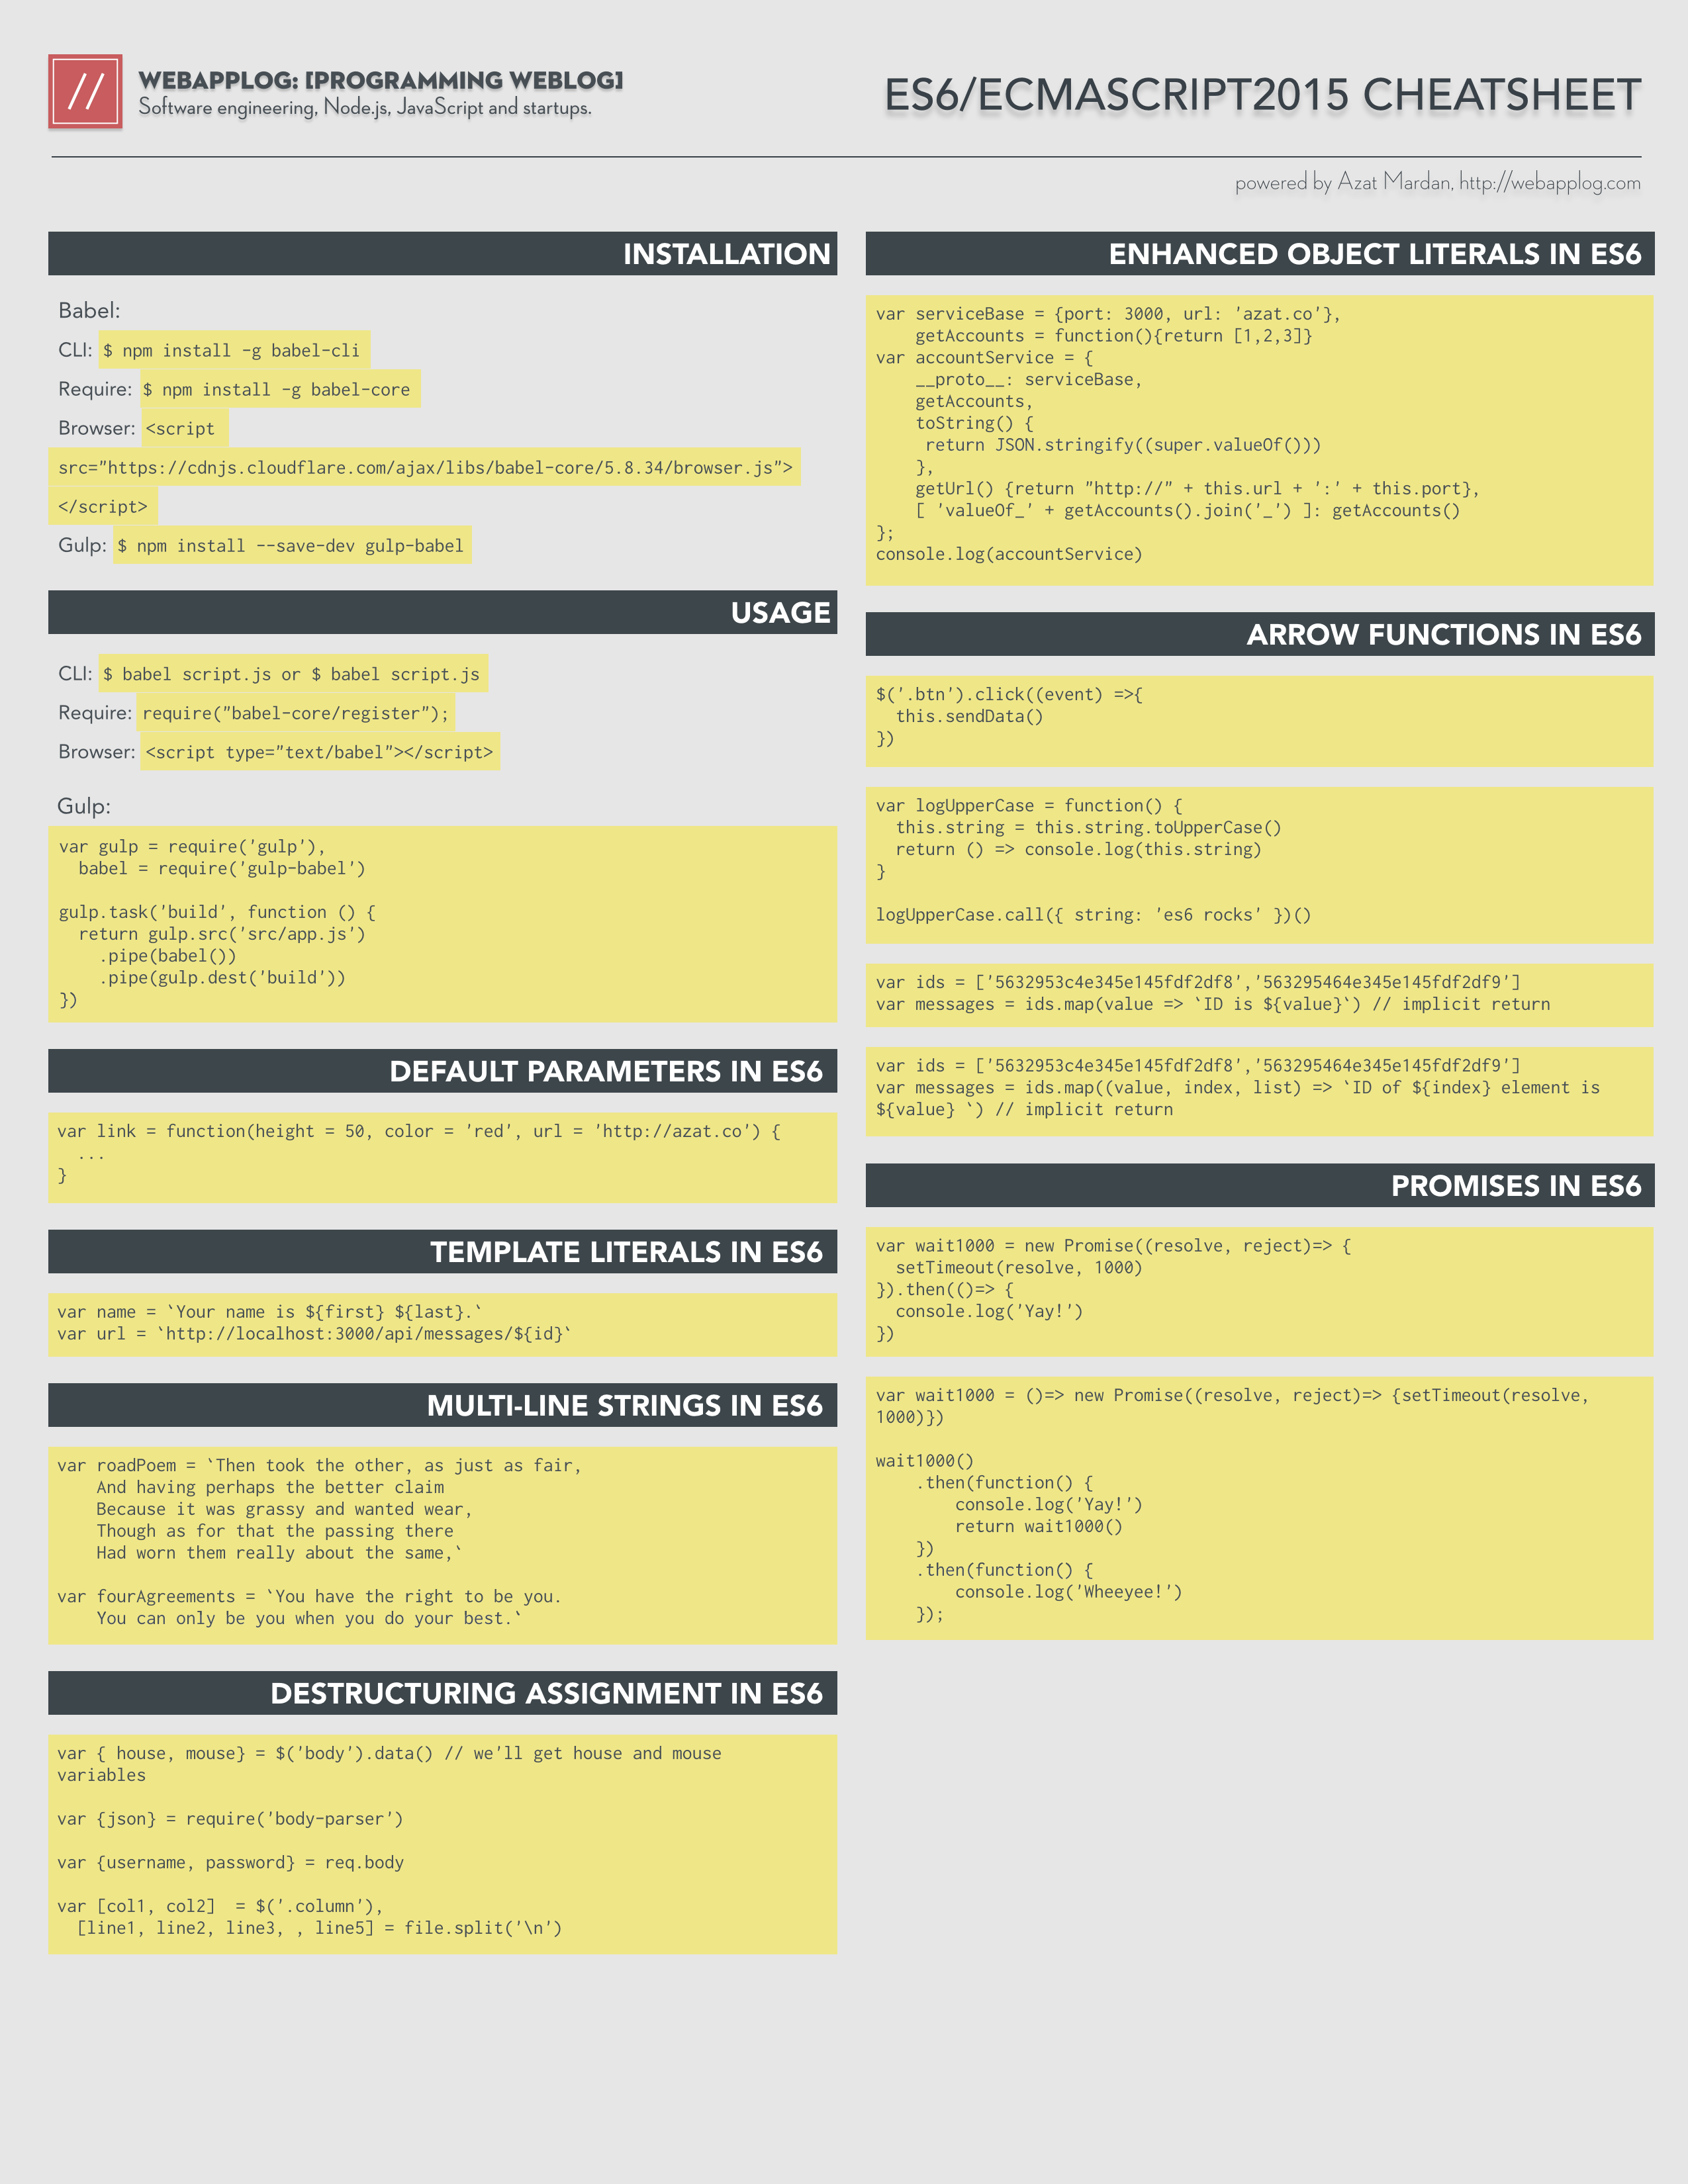 //
WEBAPPLOG: [PROGRAMMING WEBLOG]
Software engineering, Node.js, JavaScript and startups.
ES6/ECMASCRIPT2015 CHEATSHEET
powered by Azat Mardan, http://webapplog.com
INSTALLATION
Babel:
CLI: $ npm install -g babel-cli
Require: $ npm install -g babel-core
Browser: <script
src="https://cdnjs.cloudflare.com/ajax/libs/babel-core/5.8.34/browser.js">
</script>
Gulp: $ npm install --save-dev gulp-babel
USAGE
CLI: $ babel script.js or $ babel script.js
Require: require("babel-core/register");
Browser: <script type="text/babel"></script>
Gulp:
var gulp = require('gulp'),
  babel = require('gulp-babel')

gulp.task('build', function () {
  return gulp.src('src/app.js')
    .pipe(babel())
    .pipe(gulp.dest('build'))
})
DEFAULT PARAMETERS IN ES6
var link = function(height = 50, color = 'red', url = 'http://azat.co') {
  ...
}
TEMPLATE LITERALS IN ES6
var name = `Your name is ${first} ${last}.`
var url = `http://localhost:3000/api/messages/${id}`
MULTI-LINE STRINGS IN ES6
var roadPoem = `Then took the other, as just as fair,
    And having perhaps the better claim
    Because it was grassy and wanted wear,
    Though as for that the passing there
    Had worn them really about the same,`

var fourAgreements = `You have the right to be you.
    You can only be you when you do your best.`
DESTRUCTURING ASSIGNMENT IN ES6
var { house, mouse} = $('body').data() // we'll get house and mouse
variables

var {json} = require('body-parser')

var {username, password} = req.body

var [col1, col2]  = $('.column'),
  [line1, line2, line3, , line5] = file.split('\n')
ENHANCED OBJECT LITERALS IN ES6
var serviceBase = {port: 3000, url: 'azat.co'},
    getAccounts = function(){return [1,2,3]}
var accountService = {
    __proto__: serviceBase,
    getAccounts,
    toString() {
     return JSON.stringify((super.valueOf()))
    },
    getUrl() {return "http://" + this.url + ':' + this.port},
    [ 'valueOf_' + getAccounts().join('_') ]: getAccounts()
};
console.log(accountService)
ARROW FUNCTIONS IN ES6
$('.btn').click((event) =>{
  this.sendData()
})
var logUpperCase = function() {
  this.string = this.string.toUpperCase()
  return () => console.log(this.string)
}

logUpperCase.call({ string: 'es6 rocks' })()
var ids = ['5632953c4e345e145fdf2df8','563295464e345e145fdf2df9']
var messages = ids.map(value => `ID is ${value}`) // implicit return
var ids = ['5632953c4e345e145fdf2df8','563295464e345e145fdf2df9']
var messages = ids.map((value, index, list) => `ID of ${index} element is
${value} `) // implicit return
PROMISES IN ES6
var wait1000 = new Promise((resolve, reject)=> {
  setTimeout(resolve, 1000)
}).then(()=> {
  console.log('Yay!')
})
var wait1000 = ()=> new Promise((resolve, reject)=> {setTimeout(resolve,
1000)})

wait1000()
    .then(function() {
        console.log('Yay!')
        return wait1000()
    })
    .then(function() {
        console.log('Wheeyee!')
    });